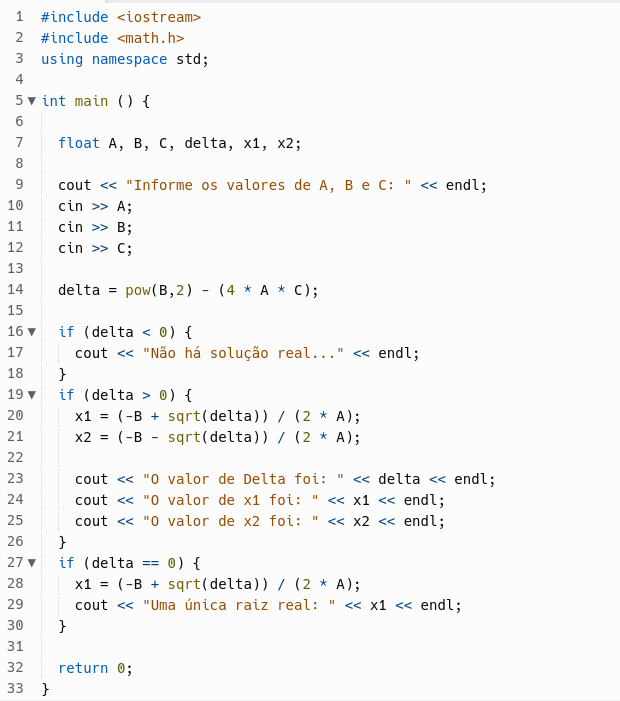 1 #include <iostream>
2 #include <math.h>
3 using namespace std;
4
5 ▼ int main () {
6
7 float A, B, C, delta, x1, x2;
8
9 cout << "Informe os valores de A, B e C: " << endl;
10 cin >> A;
11 cin >> B;
12 cin >> C;
13
14 delta = pow(B,2) - (4 * A * C);
15
16 ▼ if (delta < 0) {
17 cout << "Não há solução real..." << endl;
18 }
19 ▼ if (delta > 0) {
20 x1 = (-B + sqrt(delta)) / (2 * A);
21 x2 = (-B - sqrt(delta)) / (2 * A);
22
23 cout << "O valor de Delta foi: " << delta << endl;
24 cout << "O valor de x1 foi: " << x1 << endl;
25 cout << "O valor de x2 foi: " << x2 << endl;
26 }
27 ▼ if (delta == 0) {
28 x1 = (-B + sqrt(delta)) / (2 * A);
29 cout << "Uma única raiz real: " << x1 << endl;
30 }
31
32 return 0;
33 }